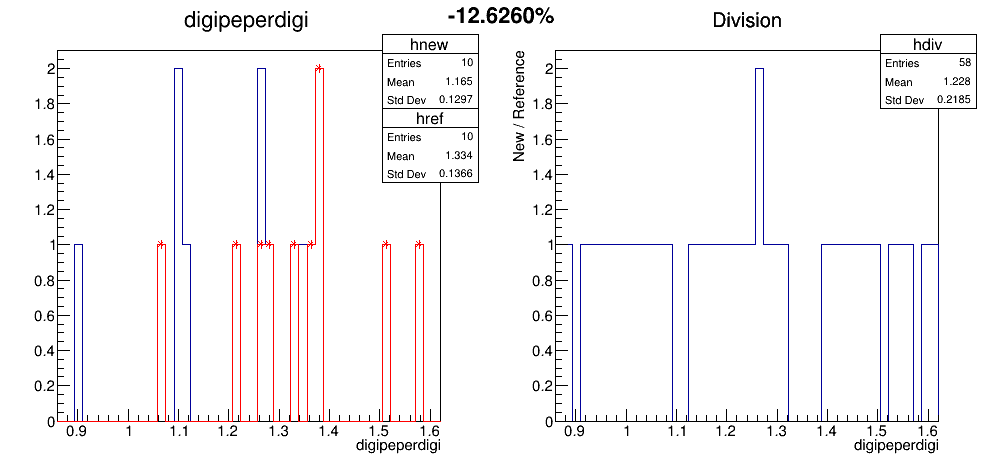 digipeperdigi
-12.6260%
Division
hnew
Entries 10
Mean 1.165
Std Dev 0.1297
href
Entries 10
Mean 1.334
Std Dev 0.1366
2
1.8
1.6
1.4
1.2
1
0.8
0.6
0.4
0.2
0
0.9 1 1.1 1.2 1.3 1.4 1.5 1.6
digipeperdigi
hdiv
Entries 58
Mean 1.228
Std Dev 0.2185
New / Reference
2
1.8
1.6
1.4
1.2
1
0.8
0.6
0.4
0.2
0
0.9 1 1.1 1.2 1.3 1.4 1.5 1.6
digipeperdigi